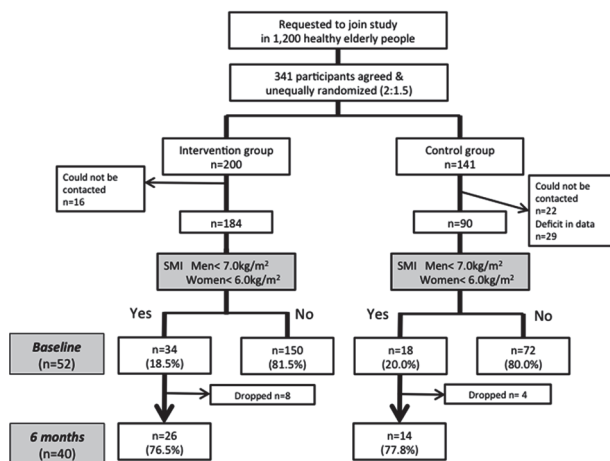 Requested to join study
in 1,200 healthy elderly people
341 participants agreed &
unequally randomized (2:1.5)
Intervention group
n=200
Control group
n=141
Could not be
contacted
n=16
Could not be
contacted
n=22
Deficit in data
n=29
n=184
n=90
SMI Men< 7.0kg/m²
Women< 6.0kg/m²
SMI Men< 7.0kg/m²
Women< 6.0kg/m²
Yes
No
Yes
No
Baseline
(n=52)
n=34
(18.5%)
n=150
(81.5%)
n=18
(20.0%)
n=72
(80.0%)
Dropped n=8
Dropped n= 4
6 months
(n=40)
n=26
(76.5%)
n=14
(77.8%)